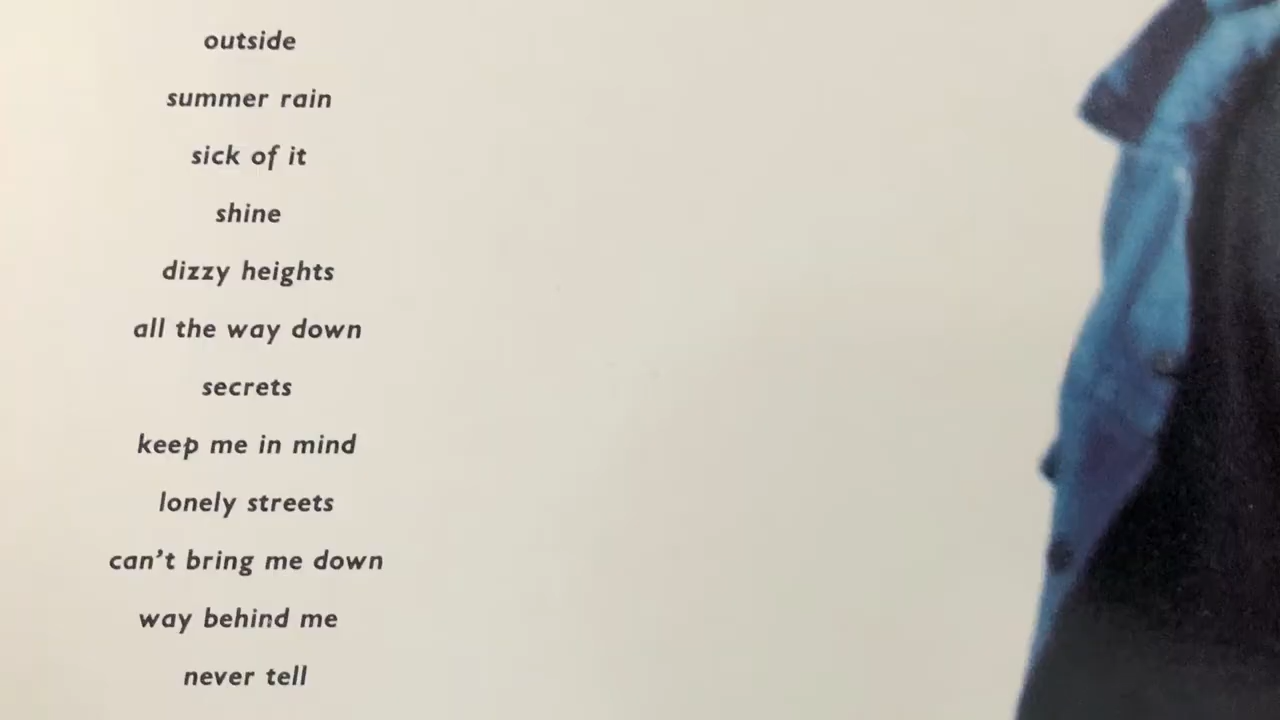 outside
summer rain
sick of it
shine
dizzy heights
all the way down
secrets
keep me in mind
lonely streets
can't bring me down
way behind me
never tell